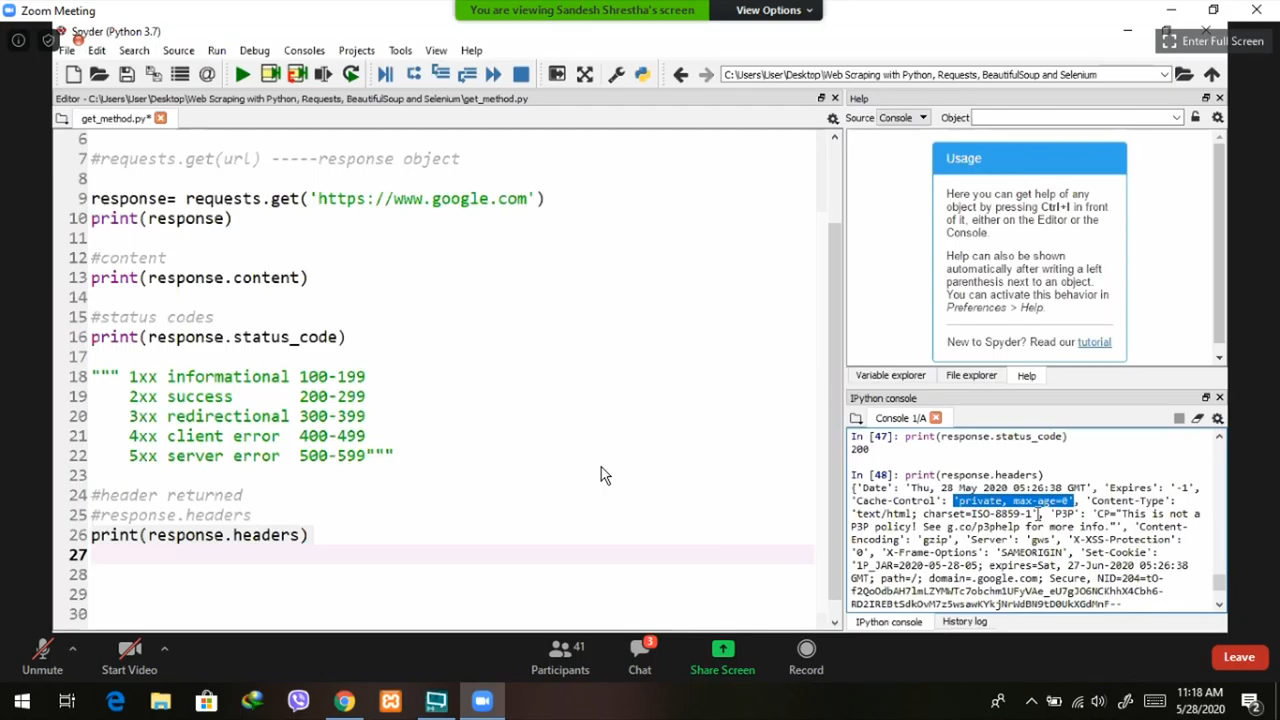 Zoom Meeting
You are viewing Sandesh Shrestha's screen
View Options
Spyder (Python 3.7)
Enter Full Screen
File Edit Search Source Run Debug Consoles Projects Tools View Help
C:\Users\User\Desktop\Web Scraping with Python, Requests, BeautifulSoup and Selenium
Editor - C:\Users\User\Desktop\Web Scraping with Python, Requests, BeautifulSoup and Selenium\get_method.py
get_method.py*
6
7 #requests.get(url) -----response object
8
9 response= requests.get('https://www.google.com')
10 print(response)
11
12 #content
13 print(response.content)
14
15 #status codes
16 print(response.status_code)
17
18 """ 1xx informational 100-199
19 2xx success 200-299
20 3xx redirectional 300-399
21 4xx client error 400-499
22 5xx server error 500-599"""
23
24 #header returned
25 #response.headers
26 print(response.headers)
27
28
29
30
Help
Source Console Object
Usage
Here you can get help of any
object by pressing Ctrl+I in front
of it, either on the Editor or the
Console.
Help can also be shown
automatically after writing a left
parenthesis next to an object.
You can activate this behavior in
Preferences > Help.
New to Spyder? Read our tutorial
Variable explorer File explorer Help
IPython console
Console 1/A
In [47]: print(response.status_code)
200
In [48]: print(response.headers)
{'Date': 'Thu, 28 May 2020 05:26:38 GMT', 'Expires': '-1',
'Cache-Control': 'private, max-age=0', 'Content-Type':
'text/html; charset=ISO-8859-1', 'P3P': 'CP="This is not a
P3P policy! See g.co/p3phelp for more info."', 'Content-
Encoding': 'gzip', 'Server': 'gws', 'X-XSS-Protection':
'0', 'X-Frame-Options': 'SAMEORIGIN', 'Set-Cookie':
'1P_JAR=2020-05-28-05; expires=Sat, 27-Jun-2020 05:26:38
GMT; path=/; domain=.google.com; Secure, NID=204=tO-
IPython console History log
Unmute
Start Video
41
Participants
3
Chat
Share Screen
Record
Leave
11:18 AM
5/28/2020
2